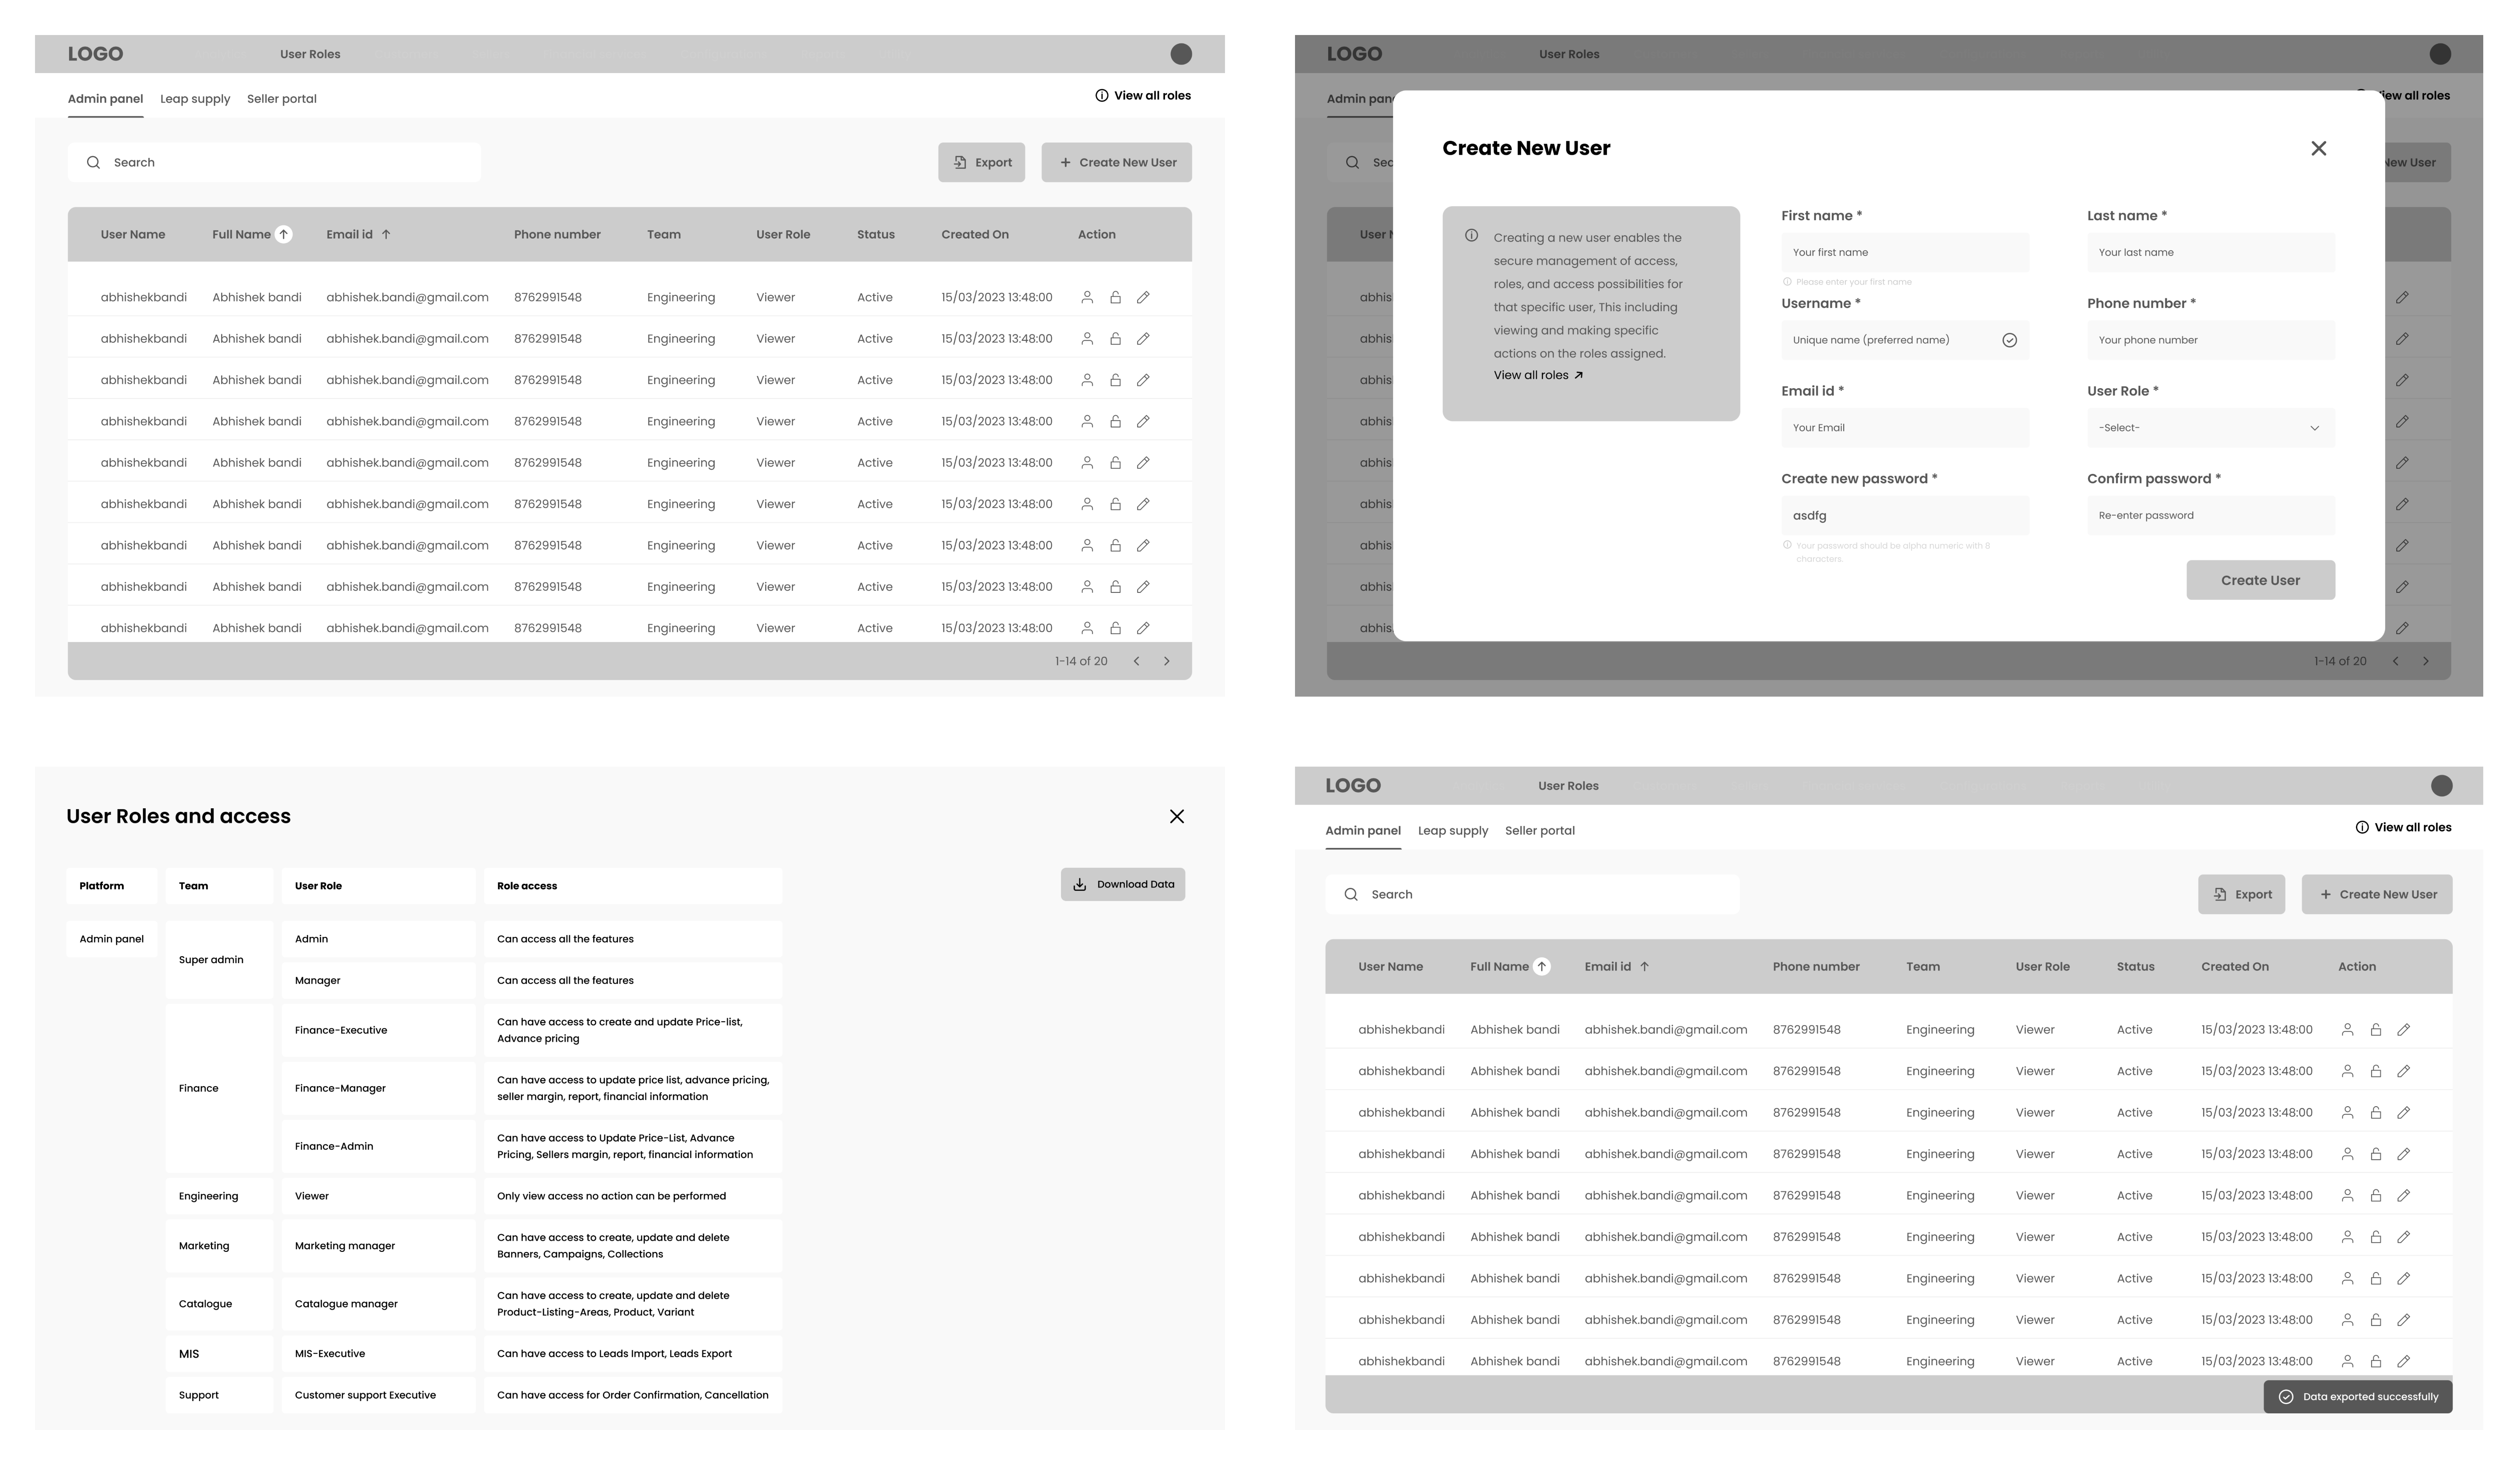 LOGO
User Roles
Admin panel Leap supply Seller portal
View all roles
Search
Export
+ Create New User
User Name Full Name Email id Phone number Team User Role Status Created On Action
abhishekbandi Abhishek bandi abhishek.bandi@gmail.com 8762991548 Engineering Viewer Active 15/03/2023 13:48:00
abhishekbandi Abhishek bandi abhishek.bandi@gmail.com 8762991548 Engineering Viewer Active 15/03/2023 13:48:00
abhishekbandi Abhishek bandi abhishek.bandi@gmail.com 8762991548 Engineering Viewer Active 15/03/2023 13:48:00
abhishekbandi Abhishek bandi abhishek.bandi@gmail.com 8762991548 Engineering Viewer Active 15/03/2023 13:48:00
abhishekbandi Abhishek bandi abhishek.bandi@gmail.com 8762991548 Engineering Viewer Active 15/03/2023 13:48:00
abhishekbandi Abhishek bandi abhishek.bandi@gmail.com 8762991548 Engineering Viewer Active 15/03/2023 13:48:00
abhishekbandi Abhishek bandi abhishek.bandi@gmail.com 8762991548 Engineering Viewer Active 15/03/2023 13:48:00
abhishekbandi Abhishek bandi abhishek.bandi@gmail.com 8762991548 Engineering Viewer Active 15/03/2023 13:48:00
abhishekbandi Abhishek bandi abhishek.bandi@gmail.com 8762991548 Engineering Viewer Active 15/03/2023 13:48:00
1-14 of 20
LOGO
User Roles
Admin pan
iew all roles
Sea
New User
User N
abhis
abhis
abhis
abhis
abhis
abhis
abhis
abhis
abhis
1-14 of 20
Create New User
Creating a new user enables the
secure management of access,
roles, and access possibilities for
that specific user, This including
viewing and making specific
actions on the roles assigned.
View all roles
First name *
Your first name
Please enter your first name
Last name *
Your last name
Username *
Unique name (preferred name)
Phone number *
Your phone number
Email id *
Your Email
User Role *
-Select-
Create new password *
asdfg
Your password should be alpha numeric with 8
characters.
Confirm password *
Re-enter password
Create User
User Roles and access
Platform Team User Role Role access
Download Data
Admin panel
Super admin
Admin
Can access all the features
Manager
Can access all the features
Finance
Finance-Executive
Can have access to create and update Price-list,
Advance pricing
Finance-Manager
Can have access to update price list, advance pricing,
seller margin, report, financial information
Finance-Admin
Can have access to Update Price-List, Advance
Pricing, Sellers margin, report, financial information
Engineering
Viewer
Only view access no action can be performed
Marketing
Marketing manager
Can have access to create, update and delete
Banners, Campaigns, Collections
Catalogue
Catalogue manager
Can have access to create, update and delete
Product-Listing-Areas, Product, Variant
MIS
MIS-Executive
Can have access to Leads Import, Leads Export
Support
Customer support Executive
Can have access for Order Confirmation, Cancellation
LOGO
User Roles
Admin panel Leap supply Seller portal
View all roles
Search
Export
+ Create New User
User Name Full Name Email id Phone number Team User Role Status Created On Action
abhishekbandi Abhishek bandi abhishek.bandi@gmail.com 8762991548 Engineering Viewer Active 15/03/2023 13:48:00
abhishekbandi Abhishek bandi abhishek.bandi@gmail.com 8762991548 Engineering Viewer Active 15/03/2023 13:48:00
abhishekbandi Abhishek bandi abhishek.bandi@gmail.com 8762991548 Engineering Viewer Active 15/03/2023 13:48:00
abhishekbandi Abhishek bandi abhishek.bandi@gmail.com 8762991548 Engineering Viewer Active 15/03/2023 13:48:00
abhishekbandi Abhishek bandi abhishek.bandi@gmail.com 8762991548 Engineering Viewer Active 15/03/2023 13:48:00
abhishekbandi Abhishek bandi abhishek.bandi@gmail.com 8762991548 Engineering Viewer Active 15/03/2023 13:48:00
abhishekbandi Abhishek bandi abhishek.bandi@gmail.com 8762991548 Engineering Viewer Active 15/03/2023 13:48:00
abhishekbandi Abhishek bandi abhishek.bandi@gmail.com 8762991548 Engineering Viewer Active 15/03/2023 13:48:00
abhishekbandi Abhishek bandi abhishek.bandi@gmail.com 8762991548 Engineering Viewer Active 15/03/2023 13:48:00
Data exported successfully